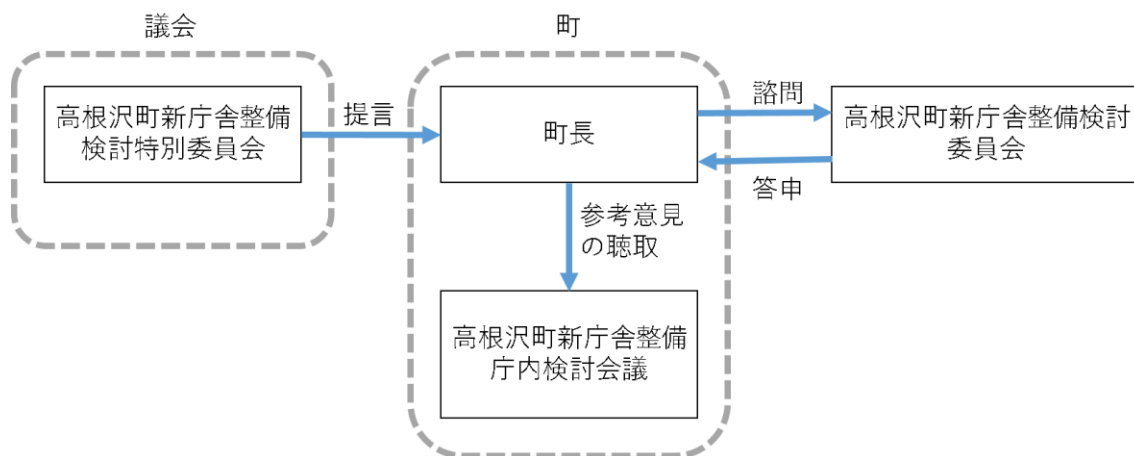 議会
町
高根沢町新庁舎整備
検討特別委員会
提言
町長
諮問
高根沢町新庁舎整備検討
委員会
答申
参考意見
の聴取
高根沢町新庁舎整備
庁内検討会議